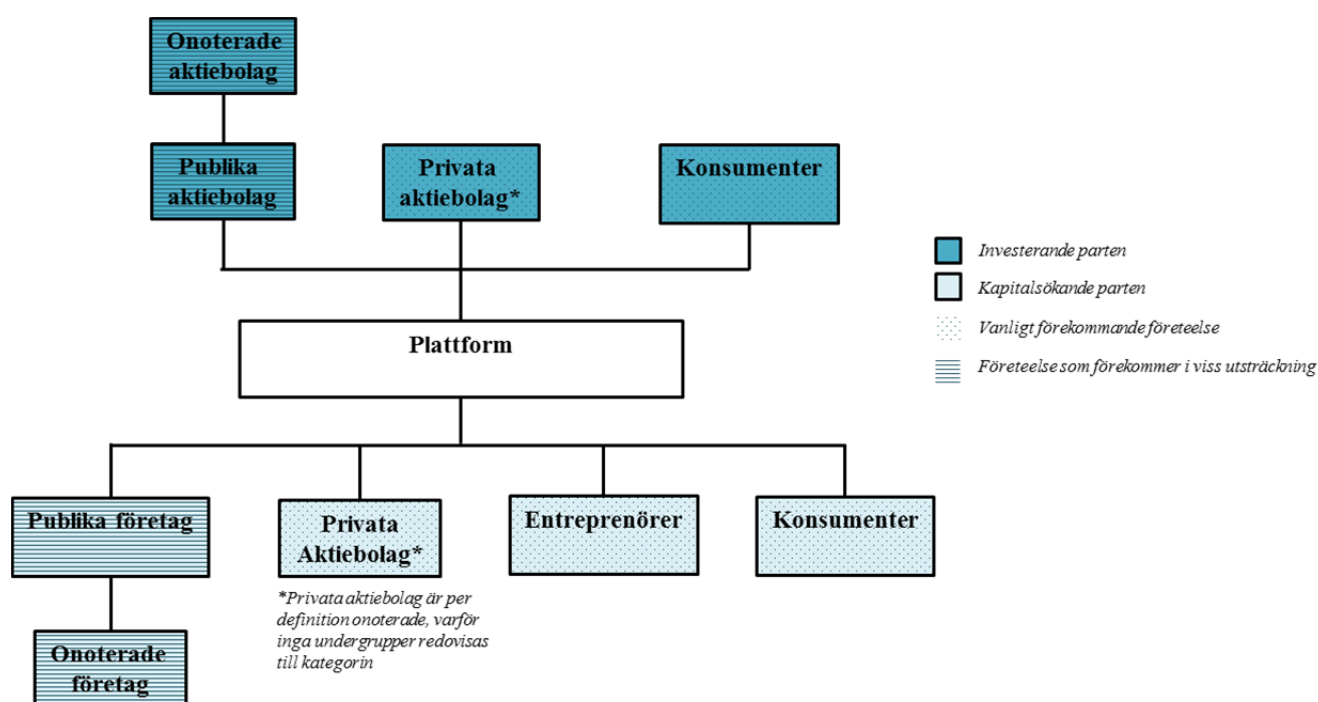 Onoterade
aktiebolag
Publika
aktiebolag
Privata
aktiebolag*
Konsumenter
Investerande parten
Kapitalsökande parten
Vanligt förekommande företeelse
Företeelse som förekommer i viss utsträckning
Plattform
Publika företag
Privata
Aktiebolag*
Entreprenörer
Konsumenter
*Privata aktiebolag är per
definition onoterade, varför
inga undergrupper redovisas
till kategorin
Onoterade
företag